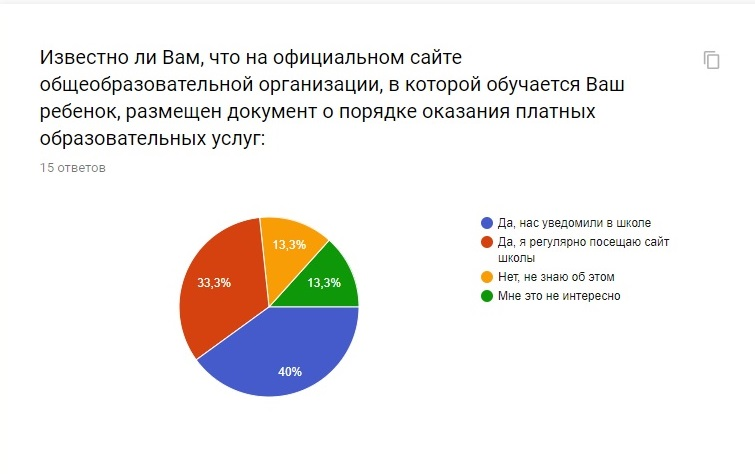 Известно ли Вам, что на официальном сайте
общеобразовательной организации, в которой обучается Ваш
ребенок, размещен документ о порядке оказания платных
образовательных услуг:
15 ответов
13,3%
33,3%
13,3%
40%
Да, нас уведомили в школе
Да, я регулярно посещаю сайт
школы
Нет, не знаю об этом
Мне это не интересно